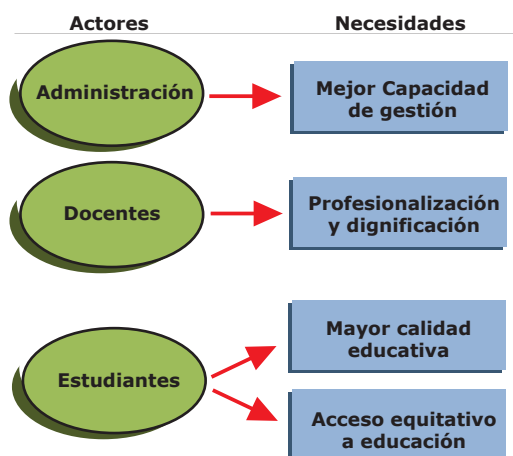 Actores
Necesidades
Administración
Mejor Capacidad
de gestión
Docentes
Profesionalización
y dignificación
Estudiantes
Mayor calidad
educativa
Acceso equitativo
a educación